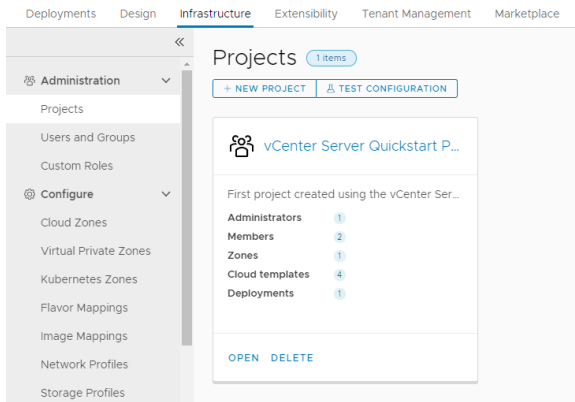 Deployments Design Infrastructure Extensibility Tenant Management Marketplace
«
Administration
Projects
Users and Groups
Custom Roles
Configure
Cloud Zones
Virtual Private Zones
Kubernetes Zones
Flavor Mappings
Image Mappings
Network Profiles
Storage Profiles
Projects 1 items
+ NEW PROJECT TEST CONFIGURATION
vCenter Server Quickstart P...
First project created using the vCenter Ser...
Administrators 1
Members 2
Zones 1
Cloud templates 4
Deployments 1
OPEN DELETE